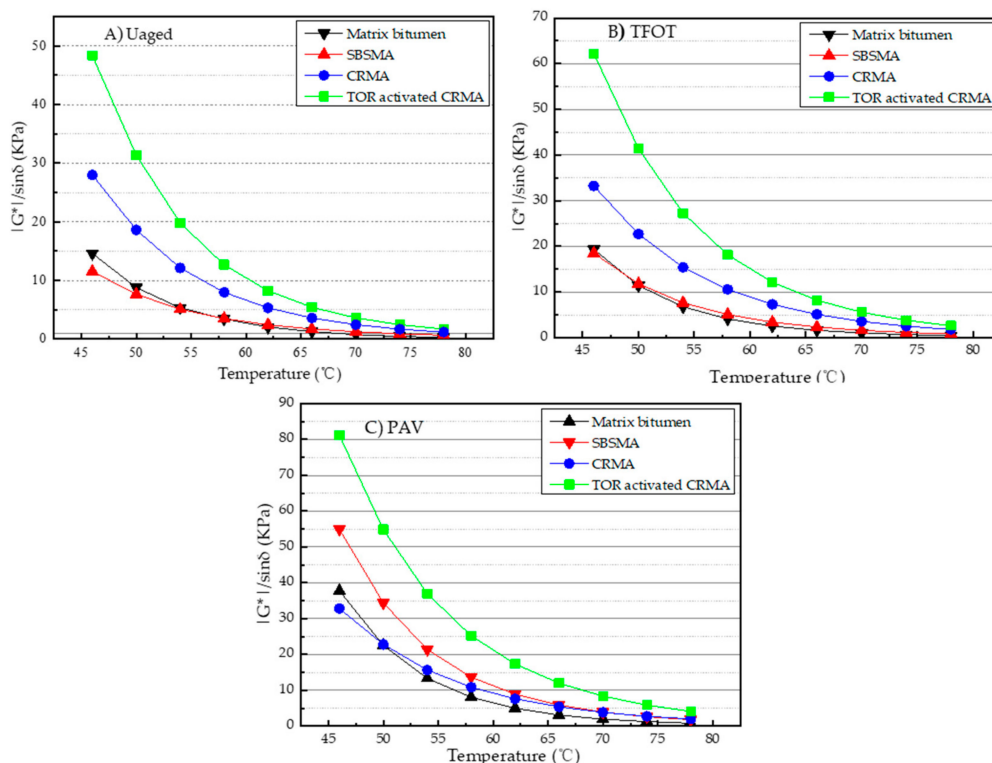 A) Uaged
Matrix bitumen
SBSMA
CRMA
TOR activated CRMA
|G*|/sinδ (KPa)
50
40
30
20
10
0
45 50 55 60 65 70 75 80
Temperature (℃)
B) TFOT
Matrix bitumen
SBSMA
CRMA
TOR activated CRMA
|G*|/sinδ (KPa)
70
60
50
40
30
20
10
0
45 50 55 60 65 70 75 80
Temperature (℃)
C) PAV
Matrix bitumen
SBSMA
CRMA
TOR activated CRMA
|G*|/sinδ (KPa)
90
80
70
60
50
40
30
20
10
0
45 50 55 60 65 70 75 80
Temperature (℃)